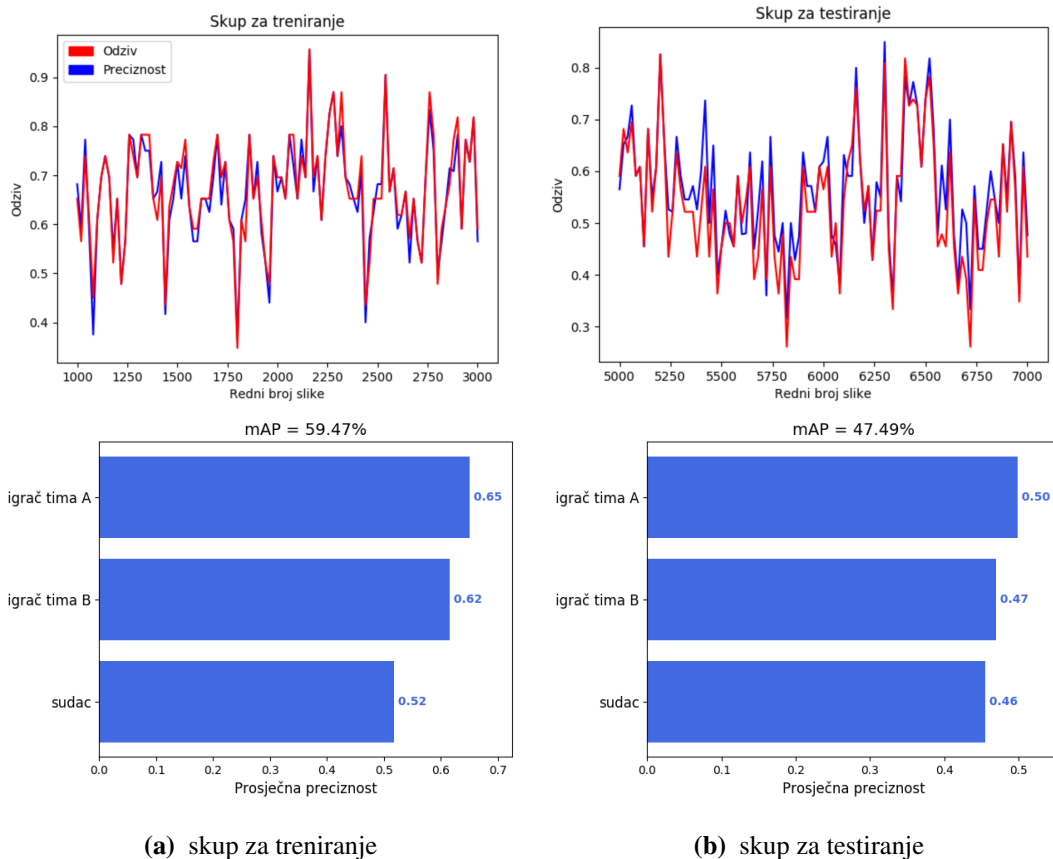 Skup za treniranje
Odziv
Preciznost
Odziv
0.9
0.8
0.7
0.6
0.5
0.4
1000 1250 1500 1750 2000 2250 2500 2750 3000
Redni broj slike
Skup za testiranje
Odziv
0.8
0.7
0.6
0.5
0.4
0.3
5000 5250 5500 5750 6000 6250 6500 6750 7000
Redni broj slike
mAP = 59.47%
igrač tima A 0.65
igrač tima B 0.62
sudac 0.52
0.0 0.1 0.2 0.3 0.4 0.5 0.6 0.7
Prosječna preciznost
mAP = 47.49%
igrač tima A 0.50
igrač tima B 0.47
sudac 0.46
0.0 0.1 0.2 0.3 0.4 0.5
Prosječna preciznost
(a) skup za treniranje
(b) skup za testiranje